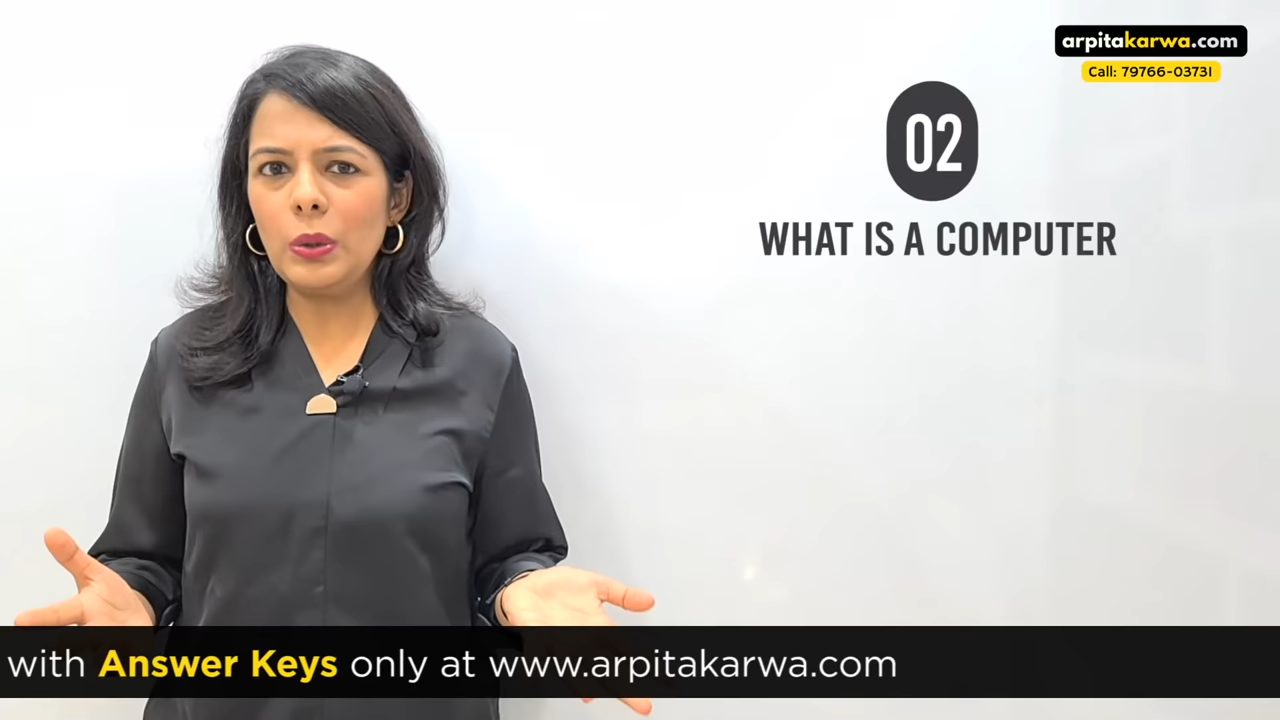 arpitakarwa.com
Call: 79766-03731
02
WHAT IS A COMPUTER
with Answer Keys only at www.arpitakarwa.com